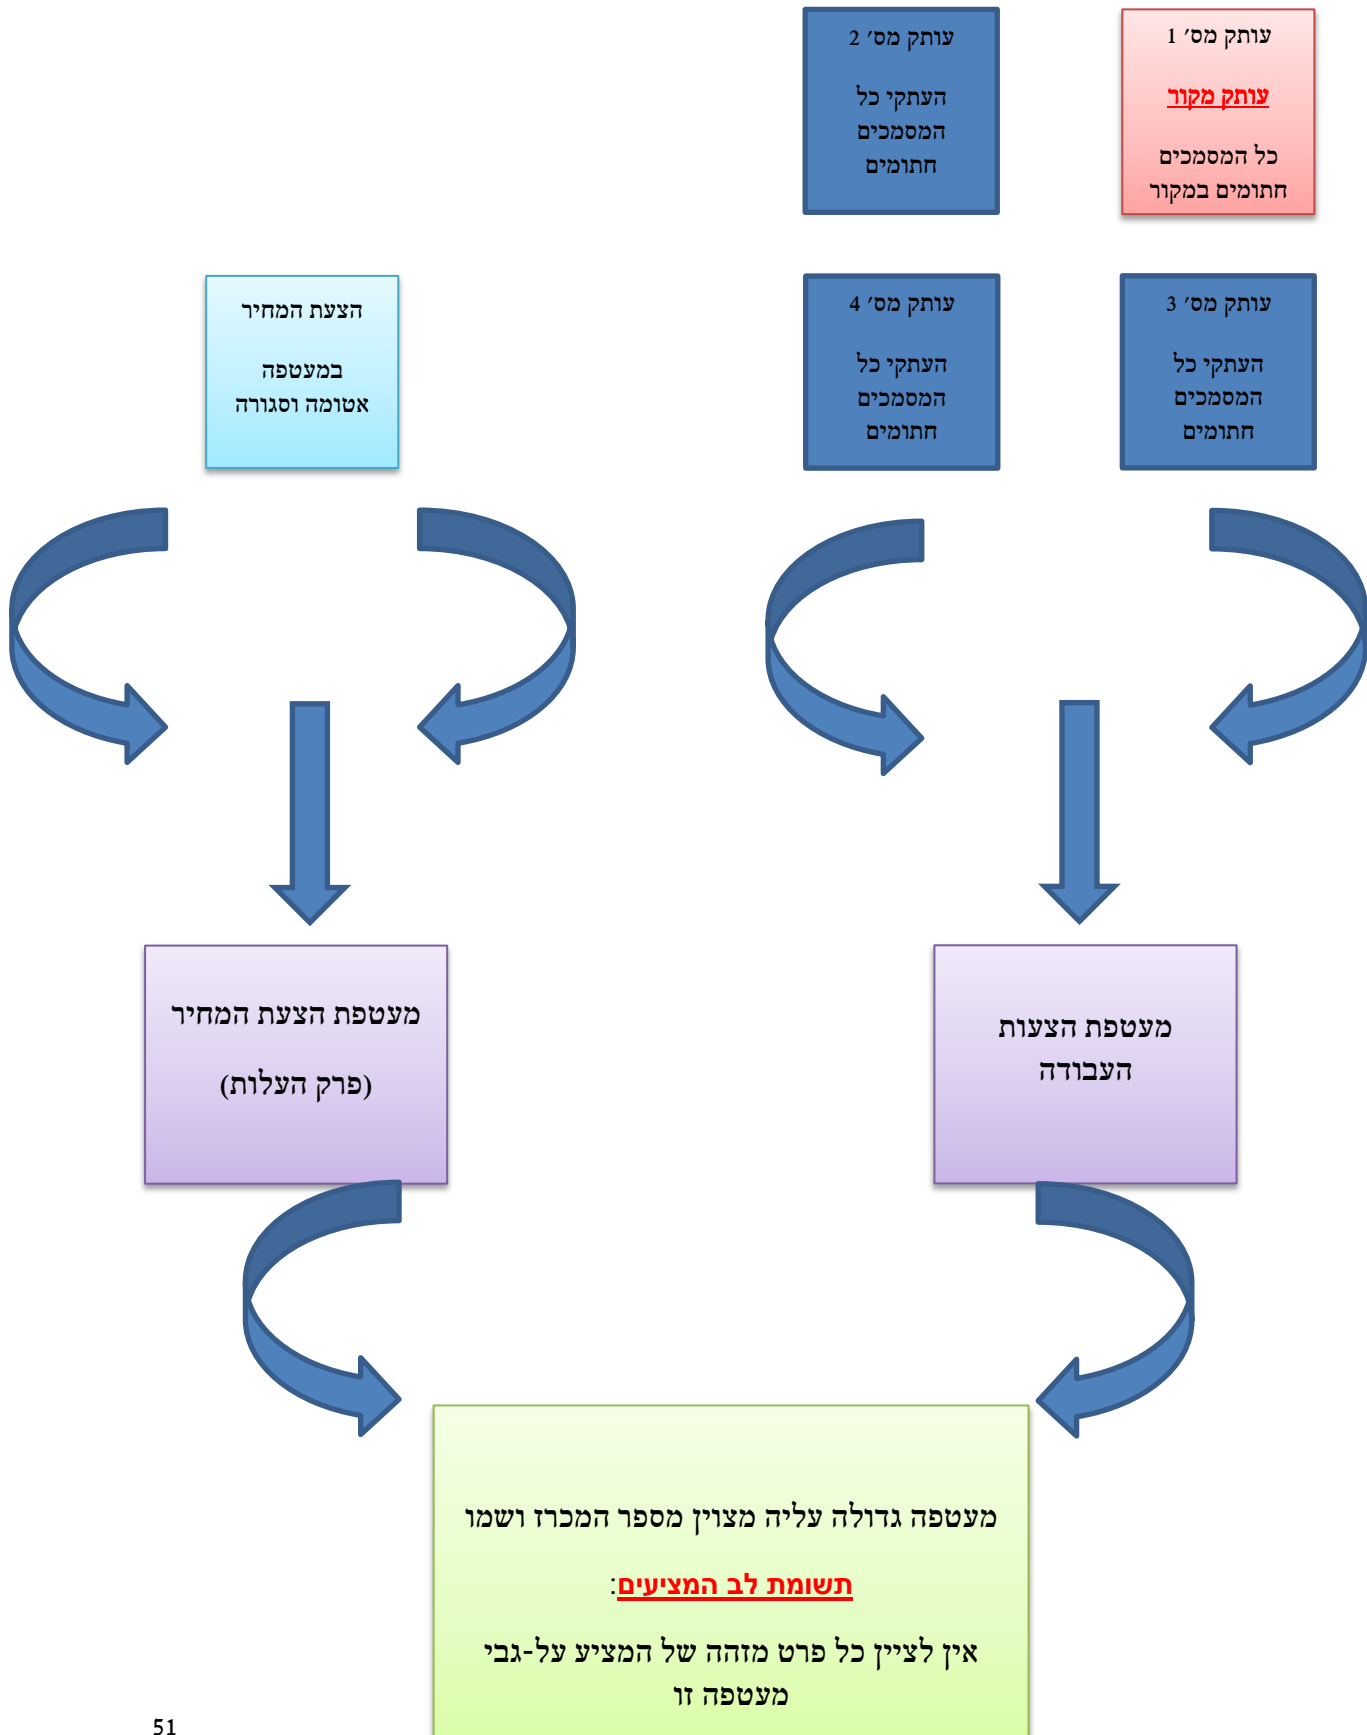 עותק מס׳ 1
עותק מקור
כל המסמכים
חתומים במקור
עותק מס׳ 2
העתקי כל
המסמכים
חתומים
עותק מס׳ 3
העתקי כל
המסמכים
חתומים
עותק מס׳ 4
העתקי כל
המסמכים
חתומים
הצעת המחיר
במעטפה
אטומה וסגורה
מעטפת הצעות
העבודה
מעטפת הצעת המחיר
(פרק העלות)
מעטפה גדולה עליה מצוין מספר המכרז ושמו
תשומת לב המציעים:
אין לציין כל פרט מזהה של המציע על-גבי
מעטפה זו
51